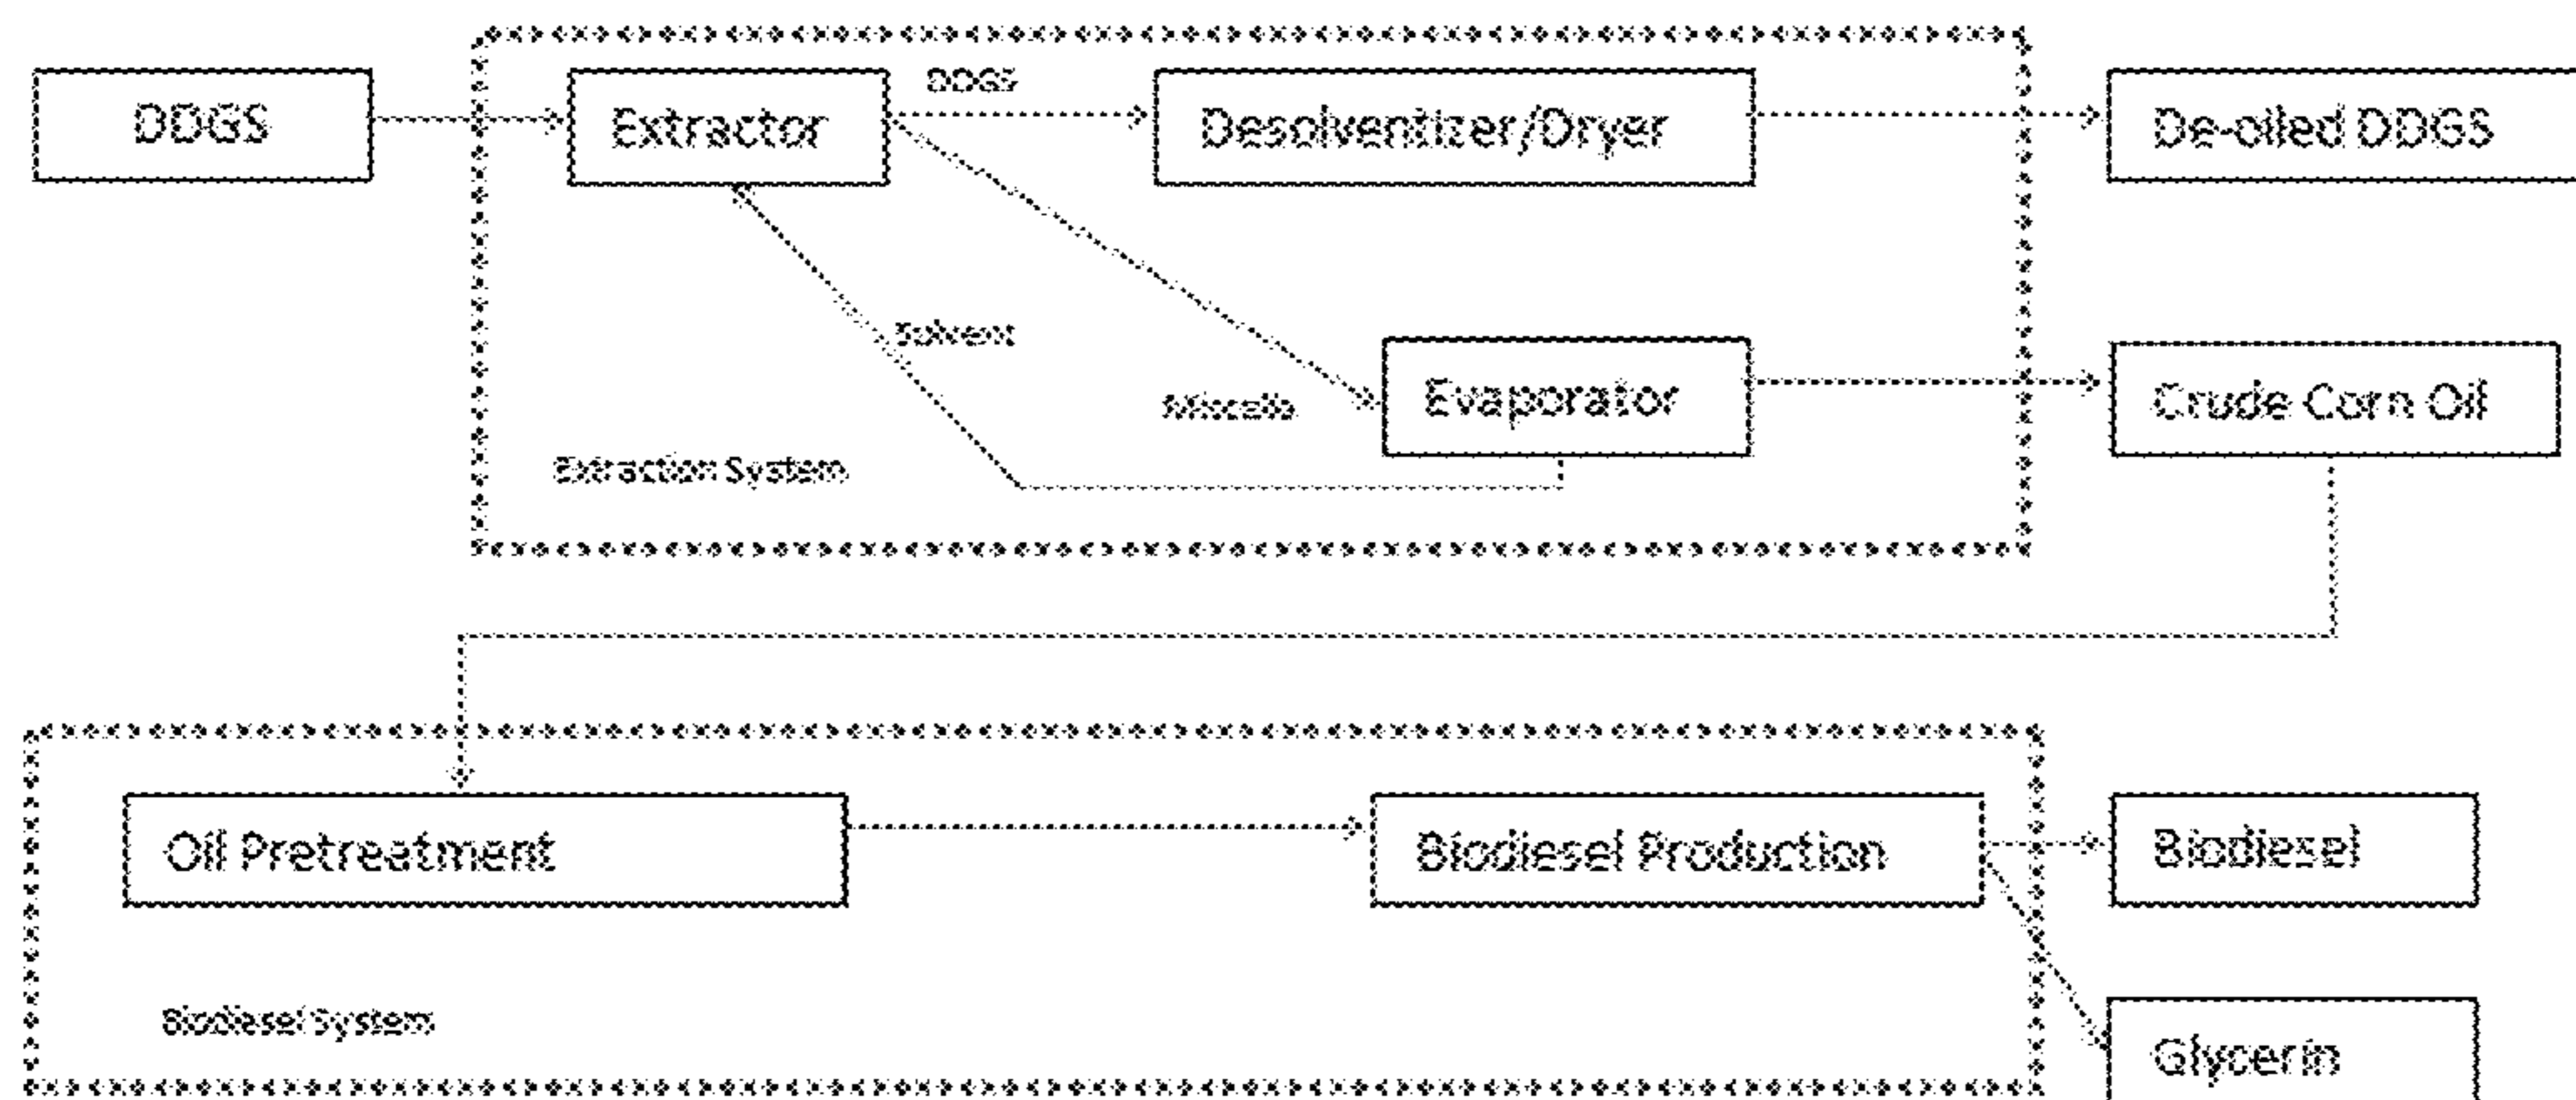 DDGS
Extractor
DDGS
Desolventizer/Dryer
De-oiled DDGS
Solvent
Miscella
Evaporator
Crude Corn Oil
Extraction System
Oil Pretreatment
Biodiesel Production
Biodiesel
Biodiesel System
Glycerin